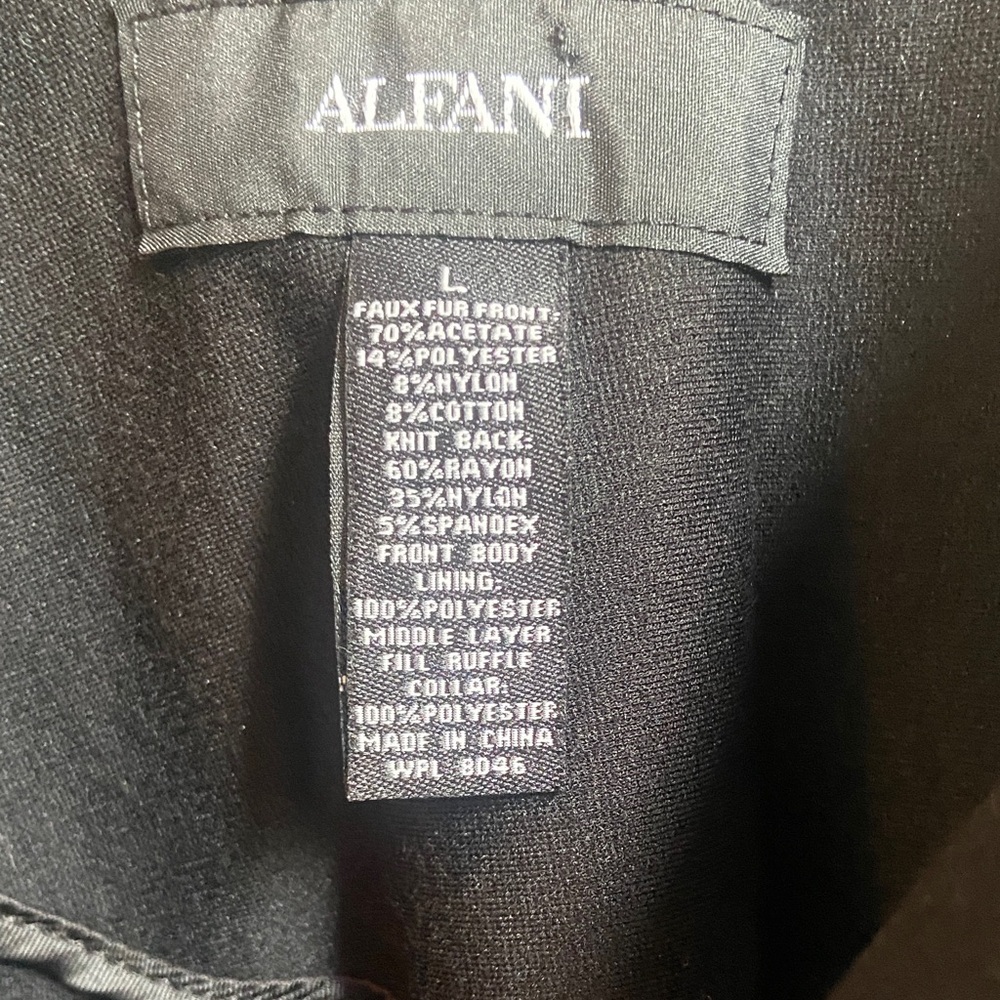 ALFANI
L
FAUX FUR FRONT:
70%ACETATE
14%POLYESTER
8%NYLON
8%COTTON
KNIT BACK:
60%RAYON
35%NYLON
5%SPANDEX
FRONT BODY
LINING:
100%POLYESTER
MIDDLE LAYER
FILL RUFFLE
COLLAR:
100%POLYESTER
MADE IN CHINA
WPL 8046